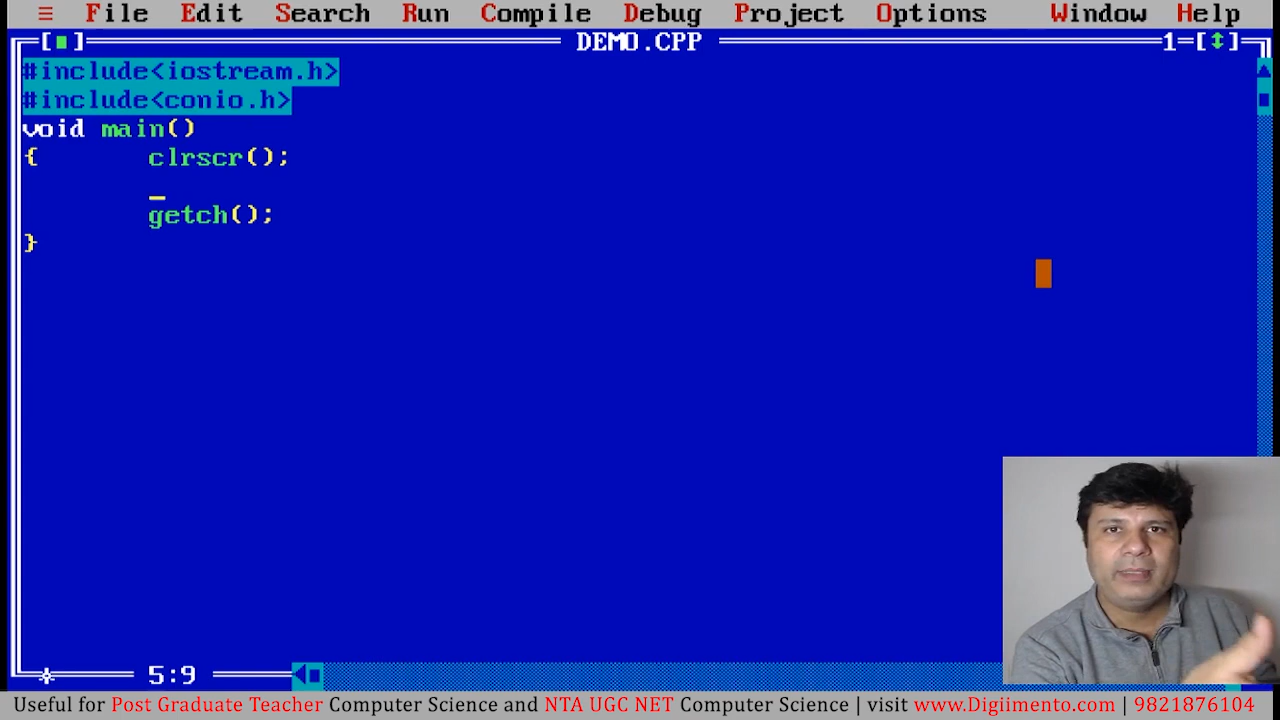 ≡ File Edit Search Run Compile Debug Project Options Window Help
[■] DEMO.CPP 1=[↕]
#include<iostream.h>
#include<conio.h>
void main()
{ clrscr();
_
getch();
}
5:9
Useful for Post Graduate Teacher Computer Science and NTA UGC NET Computer Science | visit www.Digiimento.com | 9821876104